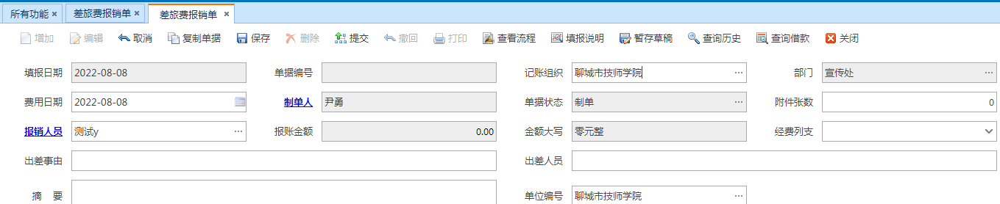 所有功能 差旅费报销单 差旅费报销单
增加 编辑 取消 复制单据 保存 删除 提交 撤回 打印 查看流程 填报说明 暂存草稿 查询历史 查询借款 关闭
填报日期 2022-08-08 单据编号 记账组织 聊城市技师学院 部门 宣传处
费用日期 2022-08-08 制单人 尹勇 单据状态 制单 附件张数 0
报销人员 测试y 报账金额 0.00 金额大写 零元整 经费列支
出差事由 出差人员
摘 要 单位编号 聊城市技师学院